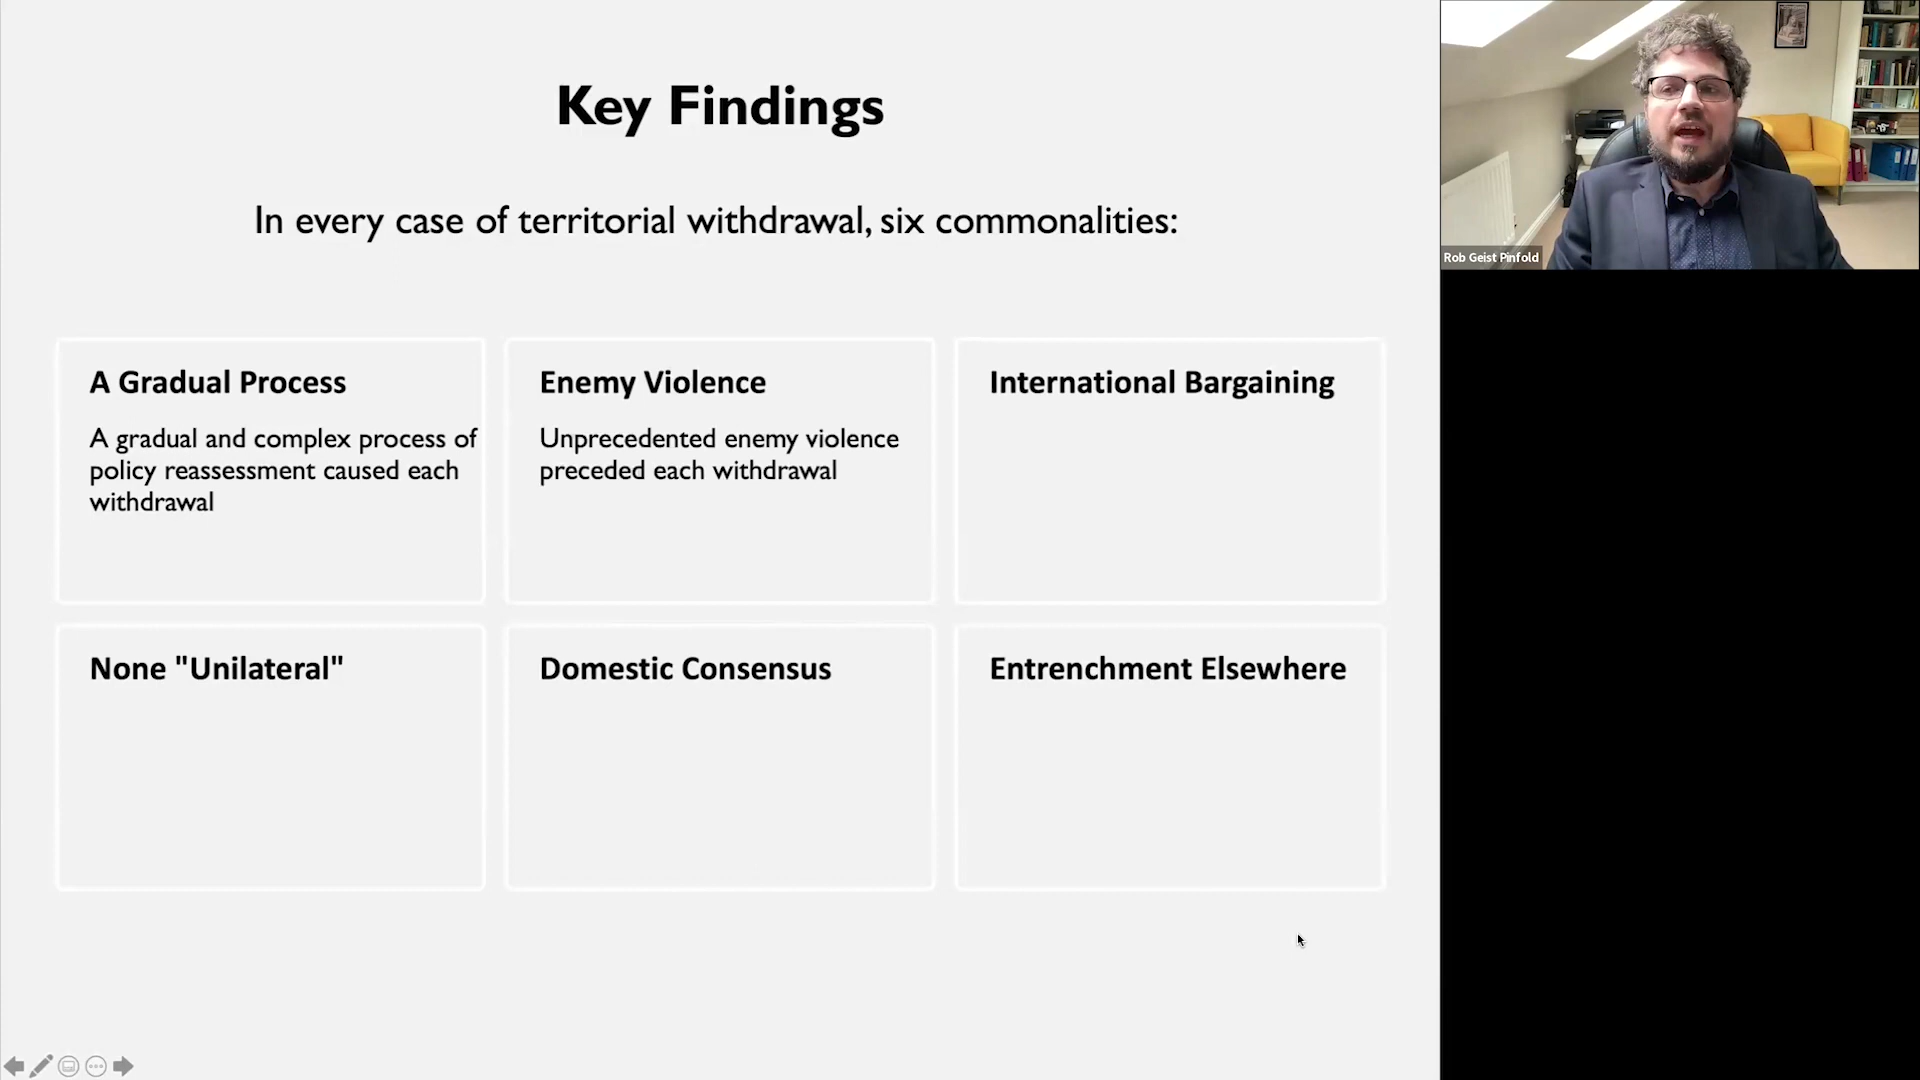 Key Findings
In every case of territorial withdrawal, six commonalities:
A Gradual Process
A gradual and complex process of
policy reassessment caused each
withdrawal
Enemy Violence
Unprecedented enemy violence
preceded each withdrawal
International Bargaining
None "Unilateral"
Domestic Consensus
Entrenchment Elsewhere
Rob Geist Pinfold